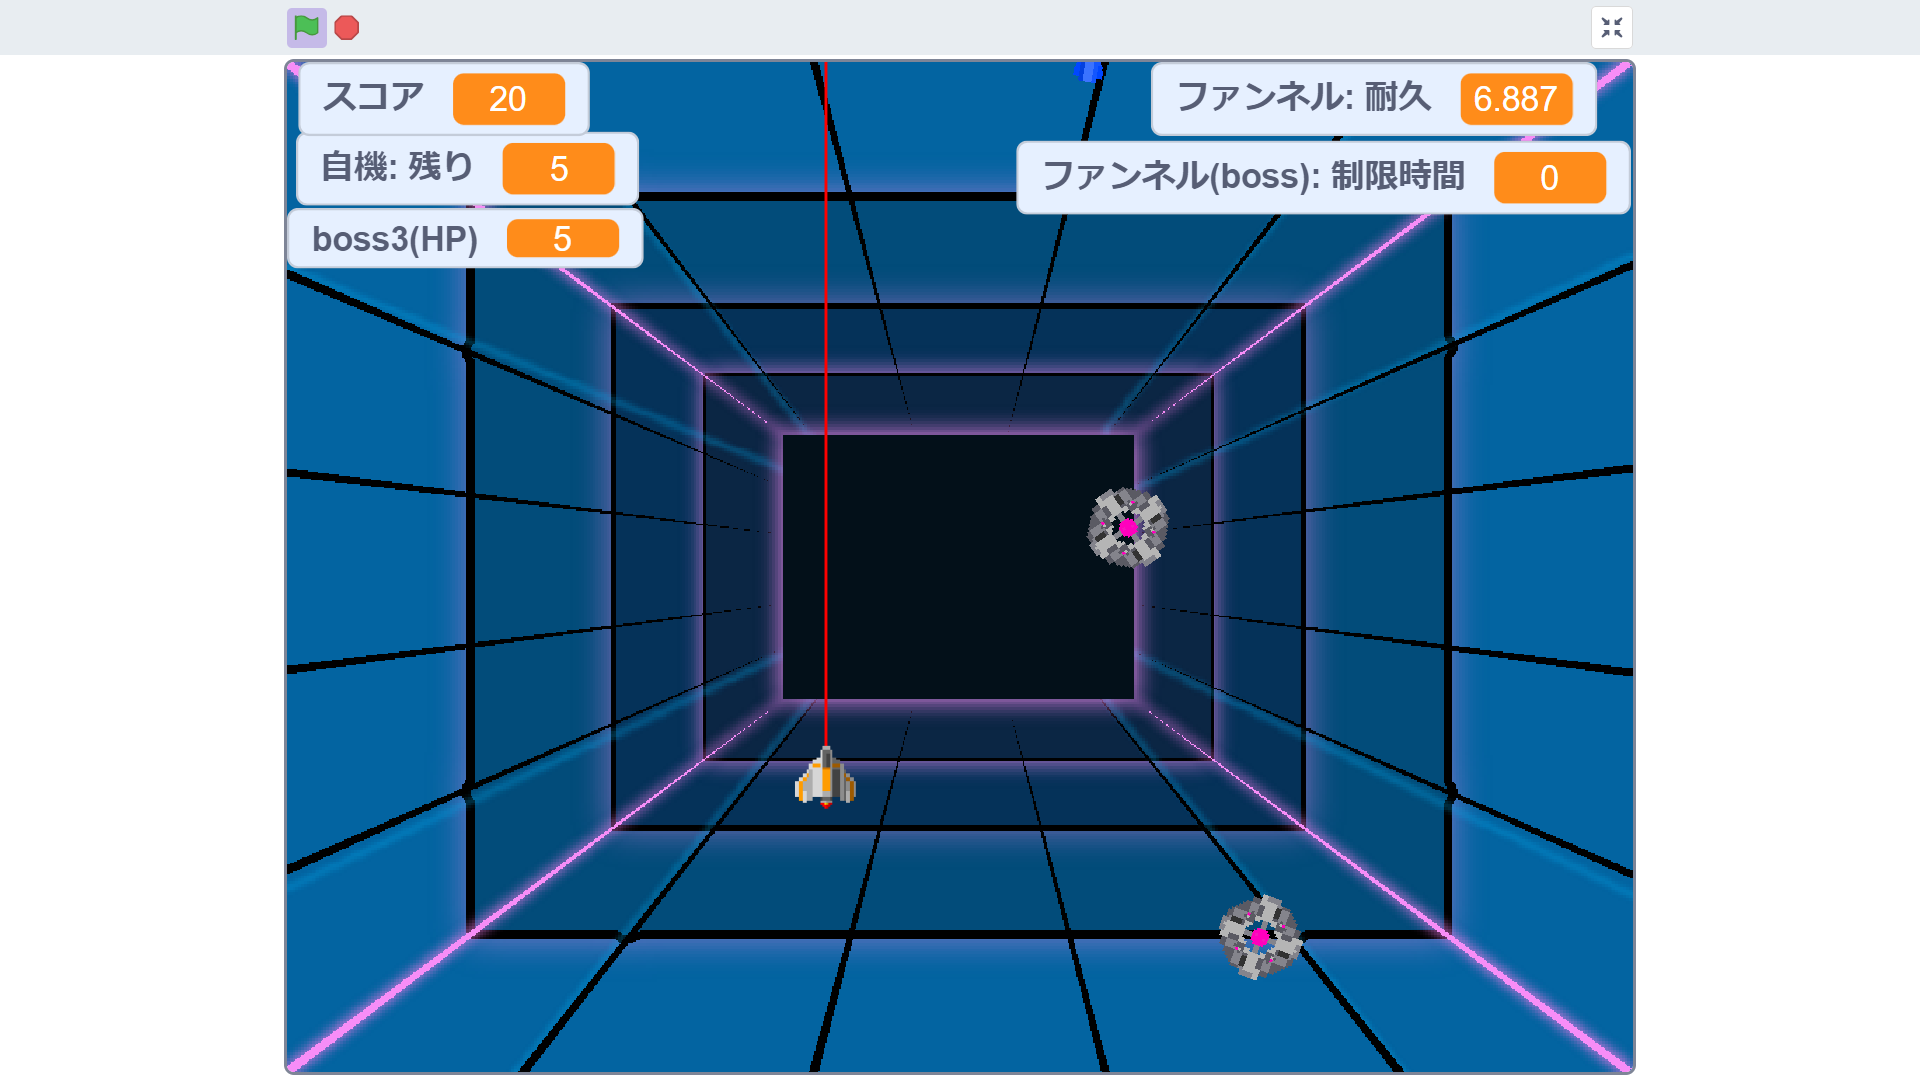 スコア 20
自機: 残り 5
boss3(HP) 5
ファンネル: 耐久 6.887
ファンネル(boss): 制限時間 0